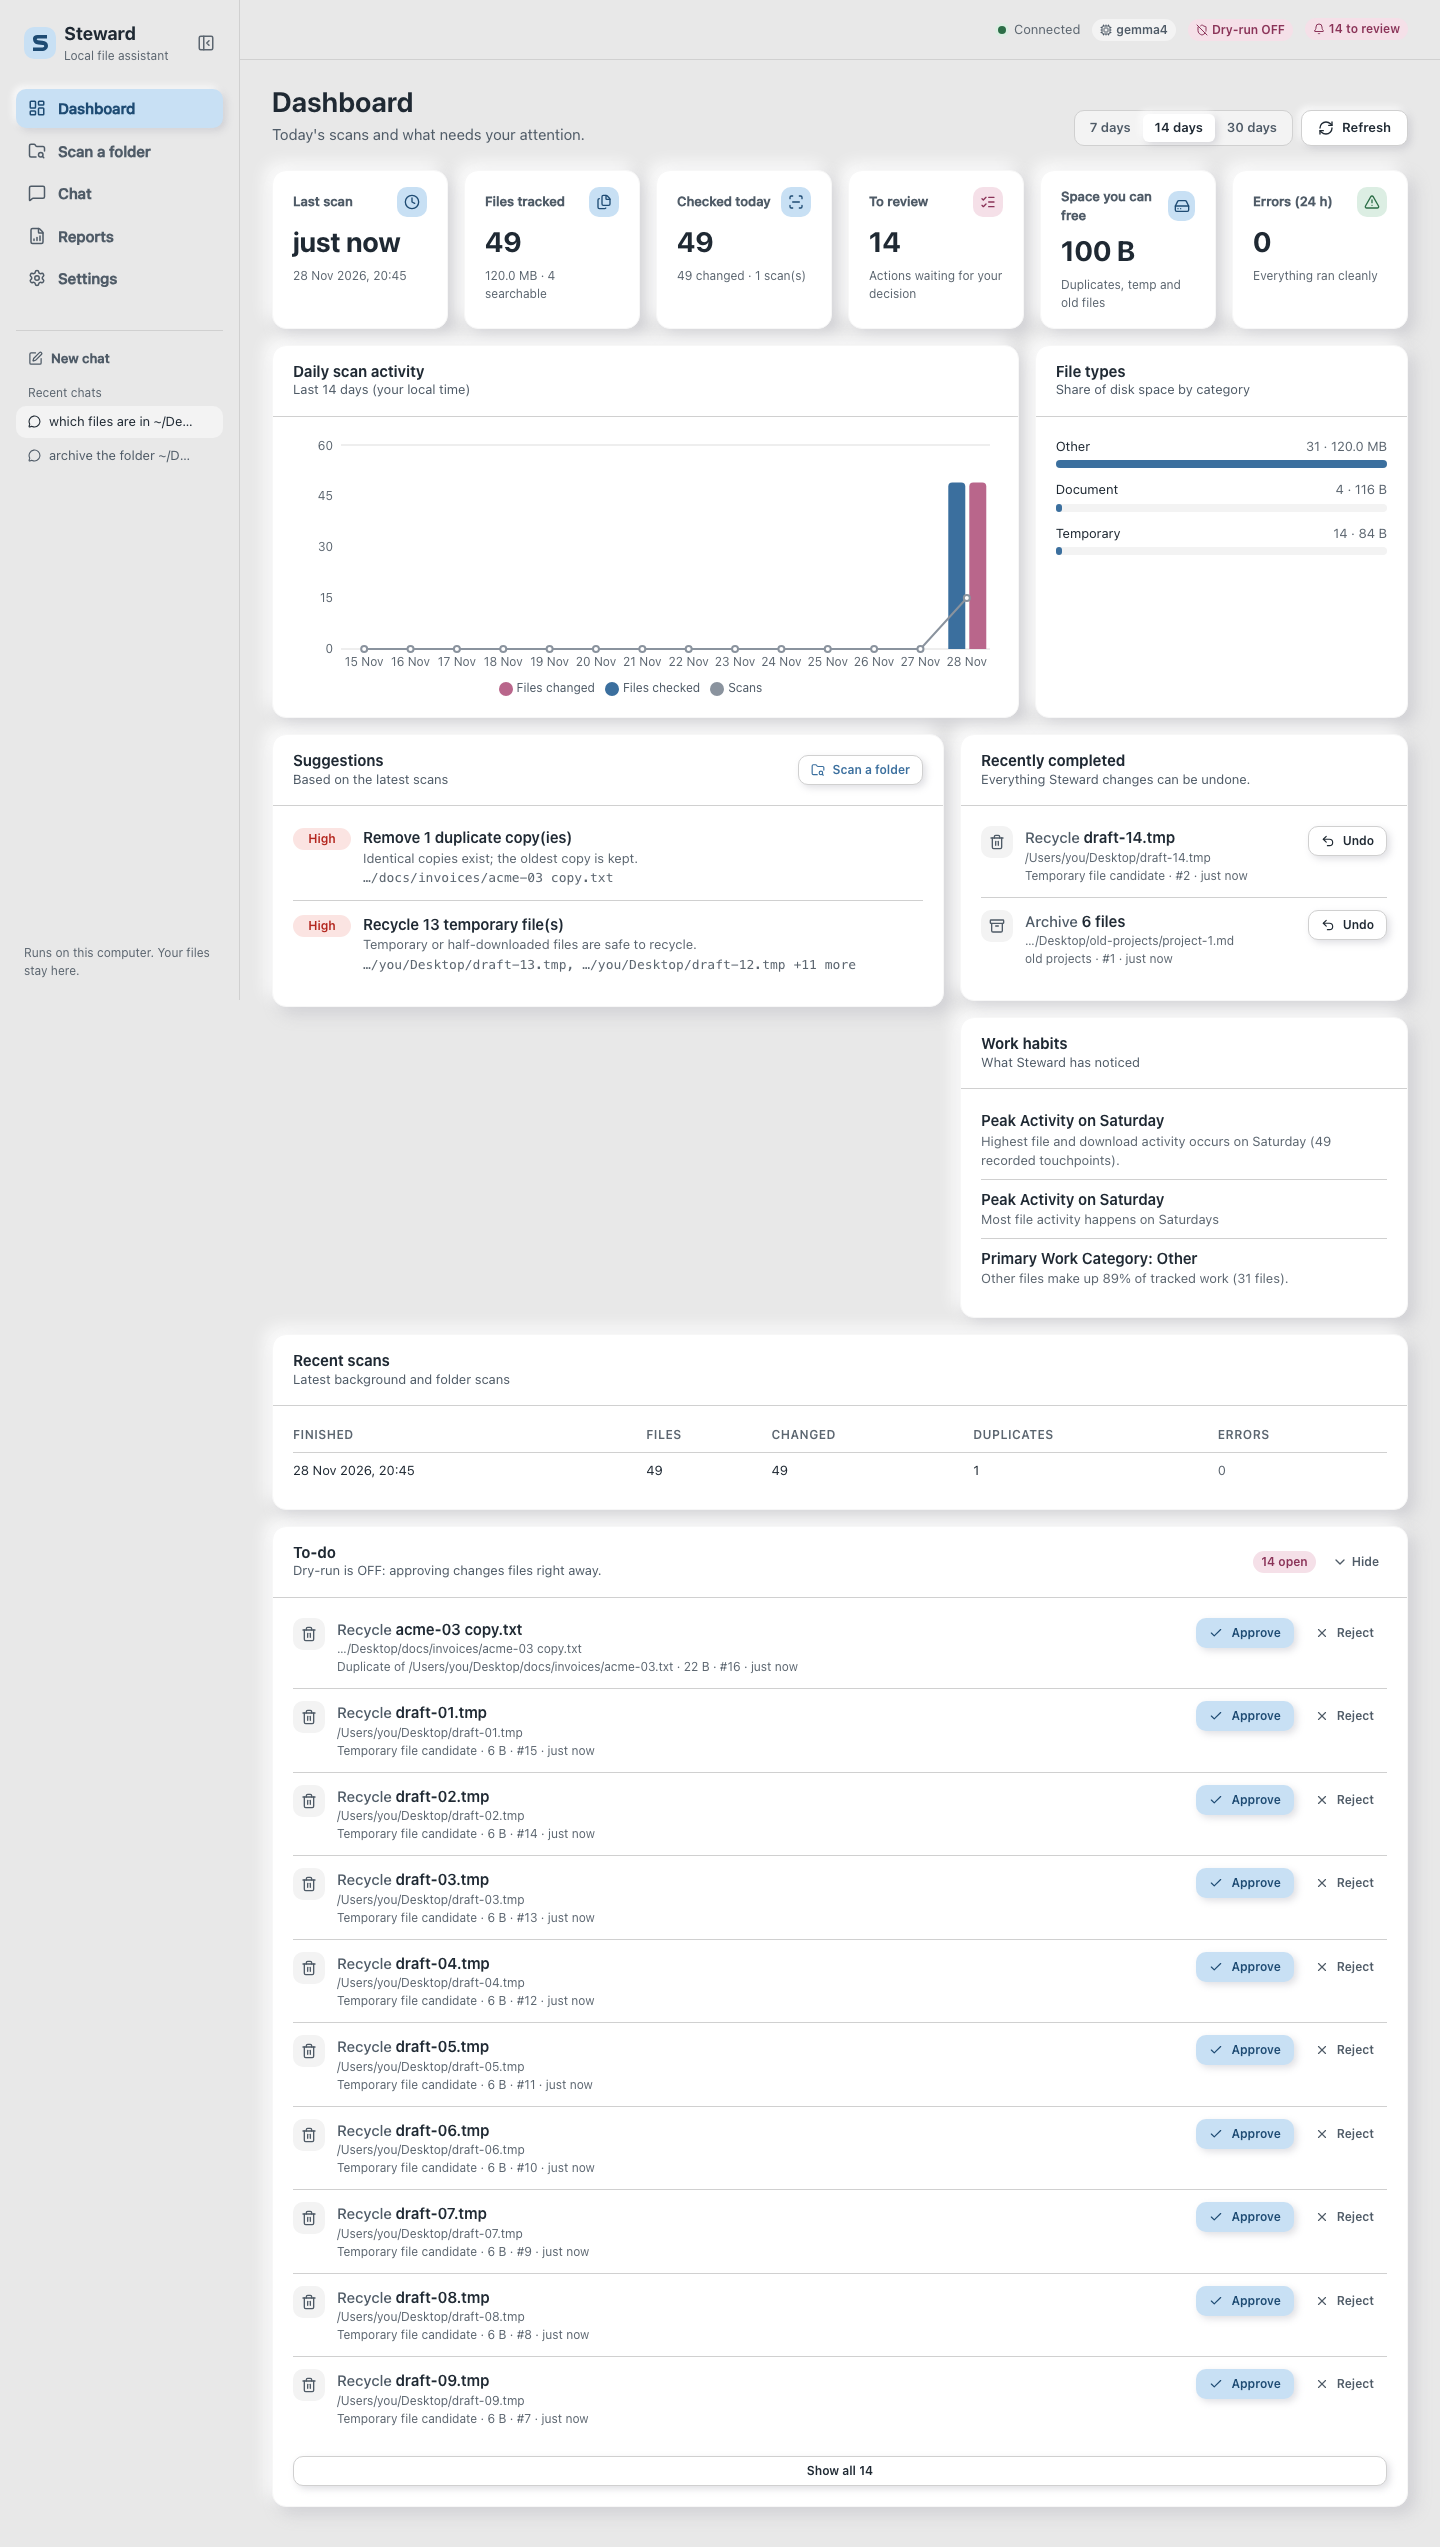 Steward
Local file assistant
Dashboard
Scan a folder
Chat
Reports
Settings
New chat
Recent chats
which files are in ~/De...
archive the folder ~/D...
Runs on this computer. Your files
stay here.
Connected
gemma4
Dry-run OFF
14 to review
Dashboard
Today's scans and what needs your attention.
7 days
14 days
30 days
Refresh
Last scan
just now
28 Nov 2026, 20:45
Files tracked
49
120.0 MB · 4
searchable
Checked today
49
49 changed · 1 scan(s)
To review
14
Actions waiting for your
decision
Space you can
free
100 B
Duplicates, temp and
old files
Errors (24 h)
0
Everything ran cleanly
Daily scan activity
Last 14 days (your local time)
60
45
30
15
0
15 Nov 16 Nov 17 Nov 18 Nov 19 Nov 20 Nov 21 Nov 22 Nov 23 Nov 24 Nov 25 Nov 26 Nov 27 Nov 28 Nov
Files changed
Files checked
Scans
File types
Share of disk space by category
Other 31 · 120.0 MB
Document 4 · 116 B
Temporary 14 · 84 B
Suggestions
Based on the latest scans
Scan a folder
High
Remove 1 duplicate copy(ies)
Identical copies exist; the oldest copy is kept.
…/docs/invoices/acme-03 copy.txt
High
Recycle 13 temporary file(s)
Temporary or half-downloaded files are safe to recycle.
…/you/Desktop/draft-13.tmp, …/you/Desktop/draft-12.tmp +11 more
Recently completed
Everything Steward changes can be undone.
Recycle draft-14.tmp
/Users/you/Desktop/draft-14.tmp
Temporary file candidate · #2 · just now
Undo
Archive 6 files
…/Desktop/old-projects/project-1.md
old projects · #1 · just now
Undo
Work habits
What Steward has noticed
Peak Activity on Saturday
Highest file and download activity occurs on Saturday (49
recorded touchpoints).
Peak Activity on Saturday
Most file activity happens on Saturdays
Primary Work Category: Other
Other files make up 89% of tracked work (31 files).
Recent scans
Latest background and folder scans
FINISHED FILES CHANGED DUPLICATES ERRORS
28 Nov 2026, 20:45 49 49 1 0
To-do
Dry-run is OFF: approving changes files right away.
14 open
Hide
Recycle acme-03 copy.txt
…/Desktop/docs/invoices/acme-03 copy.txt
Duplicate of /Users/you/Desktop/docs/invoices/acme-03.txt · 22 B · #16 · just now
Approve
Reject
Recycle draft-01.tmp
/Users/you/Desktop/draft-01.tmp
Temporary file candidate · 6 B · #15 · just now
Approve
Reject
Recycle draft-02.tmp
/Users/you/Desktop/draft-02.tmp
Temporary file candidate · 6 B · #14 · just now
Approve
Reject
Recycle draft-03.tmp
/Users/you/Desktop/draft-03.tmp
Temporary file candidate · 6 B · #13 · just now
Approve
Reject
Recycle draft-04.tmp
/Users/you/Desktop/draft-04.tmp
Temporary file candidate · 6 B · #12 · just now
Approve
Reject
Recycle draft-05.tmp
/Users/you/Desktop/draft-05.tmp
Temporary file candidate · 6 B · #11 · just now
Approve
Reject
Recycle draft-06.tmp
/Users/you/Desktop/draft-06.tmp
Temporary file candidate · 6 B · #10 · just now
Approve
Reject
Recycle draft-07.tmp
/Users/you/Desktop/draft-07.tmp
Temporary file candidate · 6 B · #9 · just now
Approve
Reject
Recycle draft-08.tmp
/Users/you/Desktop/draft-08.tmp
Temporary file candidate · 6 B · #8 · just now
Approve
Reject
Recycle draft-09.tmp
/Users/you/Desktop/draft-09.tmp
Temporary file candidate · 6 B · #7 · just now
Approve
Reject
Show all 14